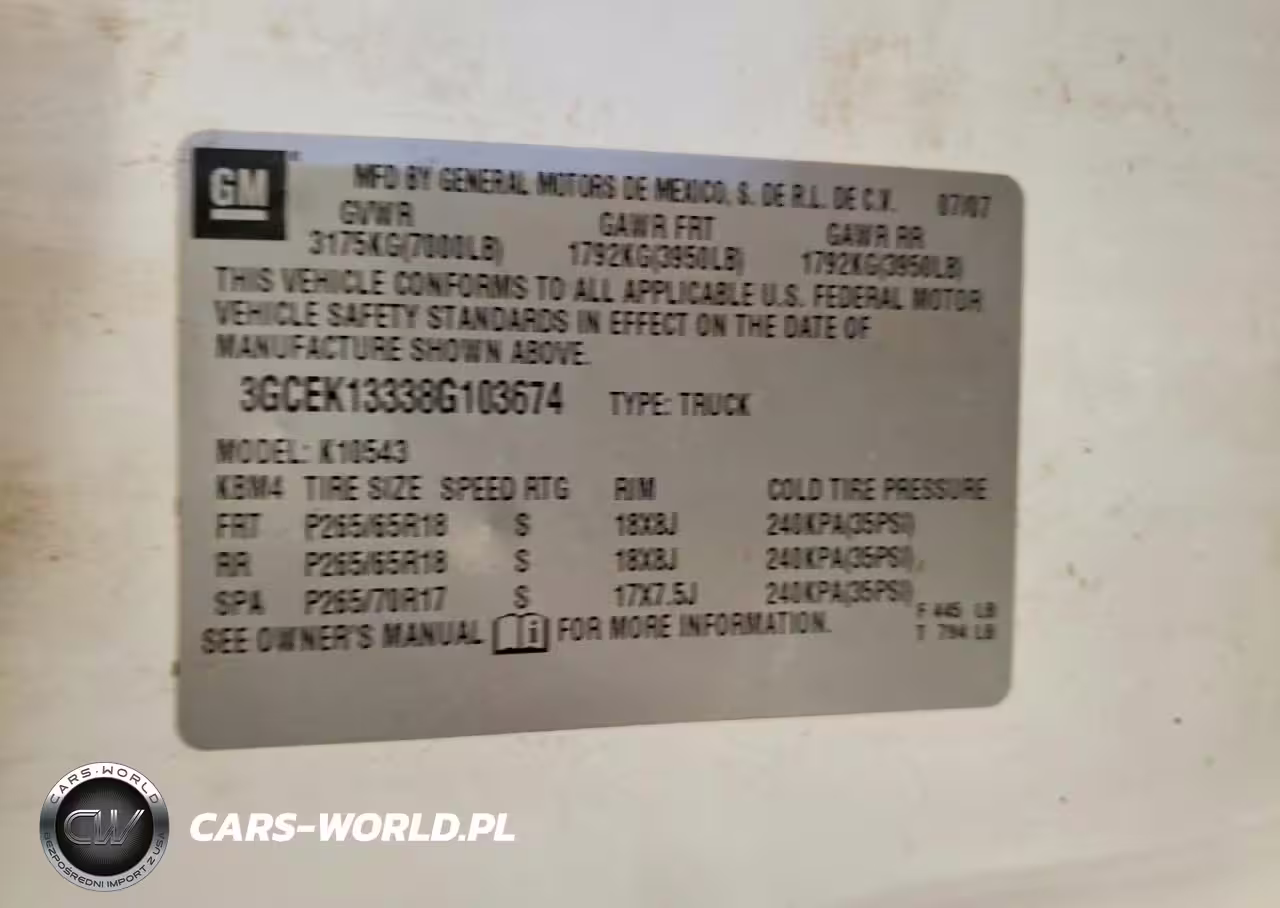 GM
MFD BY GENERAL MOTORS DE MEXICO, S. DE R.L. DE C.V. 07/07
GVWR GAWR FRT GAWR RR
3175KG(7000LB) 1792KG(3950LB) 1792KG(3950LB)
THIS VEHICLE CONFORMS TO ALL APPLICABLE U.S. FEDERAL MOTOR
VEHICLE SAFETY STANDARDS IN EFFECT ON THE DATE OF
MANUFACTURE SHOWN ABOVE.
3GCEK13338G103674 TYPE: TRUCK
MODEL: K10543
KBM4 TIRE SIZE SPEED RTG RIM COLD TIRE PRESSURE
FRT P265/65R18 S 18X8J 240KPA(35PSI)
RR P265/65R18 S 18X8J 240KPA(35PSI),
SPA P265/70R17 S 17X7.5J 240KPA(35PSI)
SEE OWNER'S MANUAL FOR MORE INFORMATION.
F 445 LB
T 794 LB
CARS-WORLD
CW
BEZPOŚREDNI IMPORT Z USA
CARS-WORLD.PL